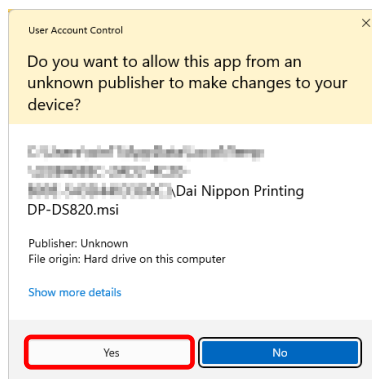 User Account Control
Do you want to allow this app from an
unknown publisher to make changes to your
device?
\Dai Nippon Printing
DP-DS820.msi
Publisher: Unknown
File origin: Hard drive on this computer
Show more details
Yes
No